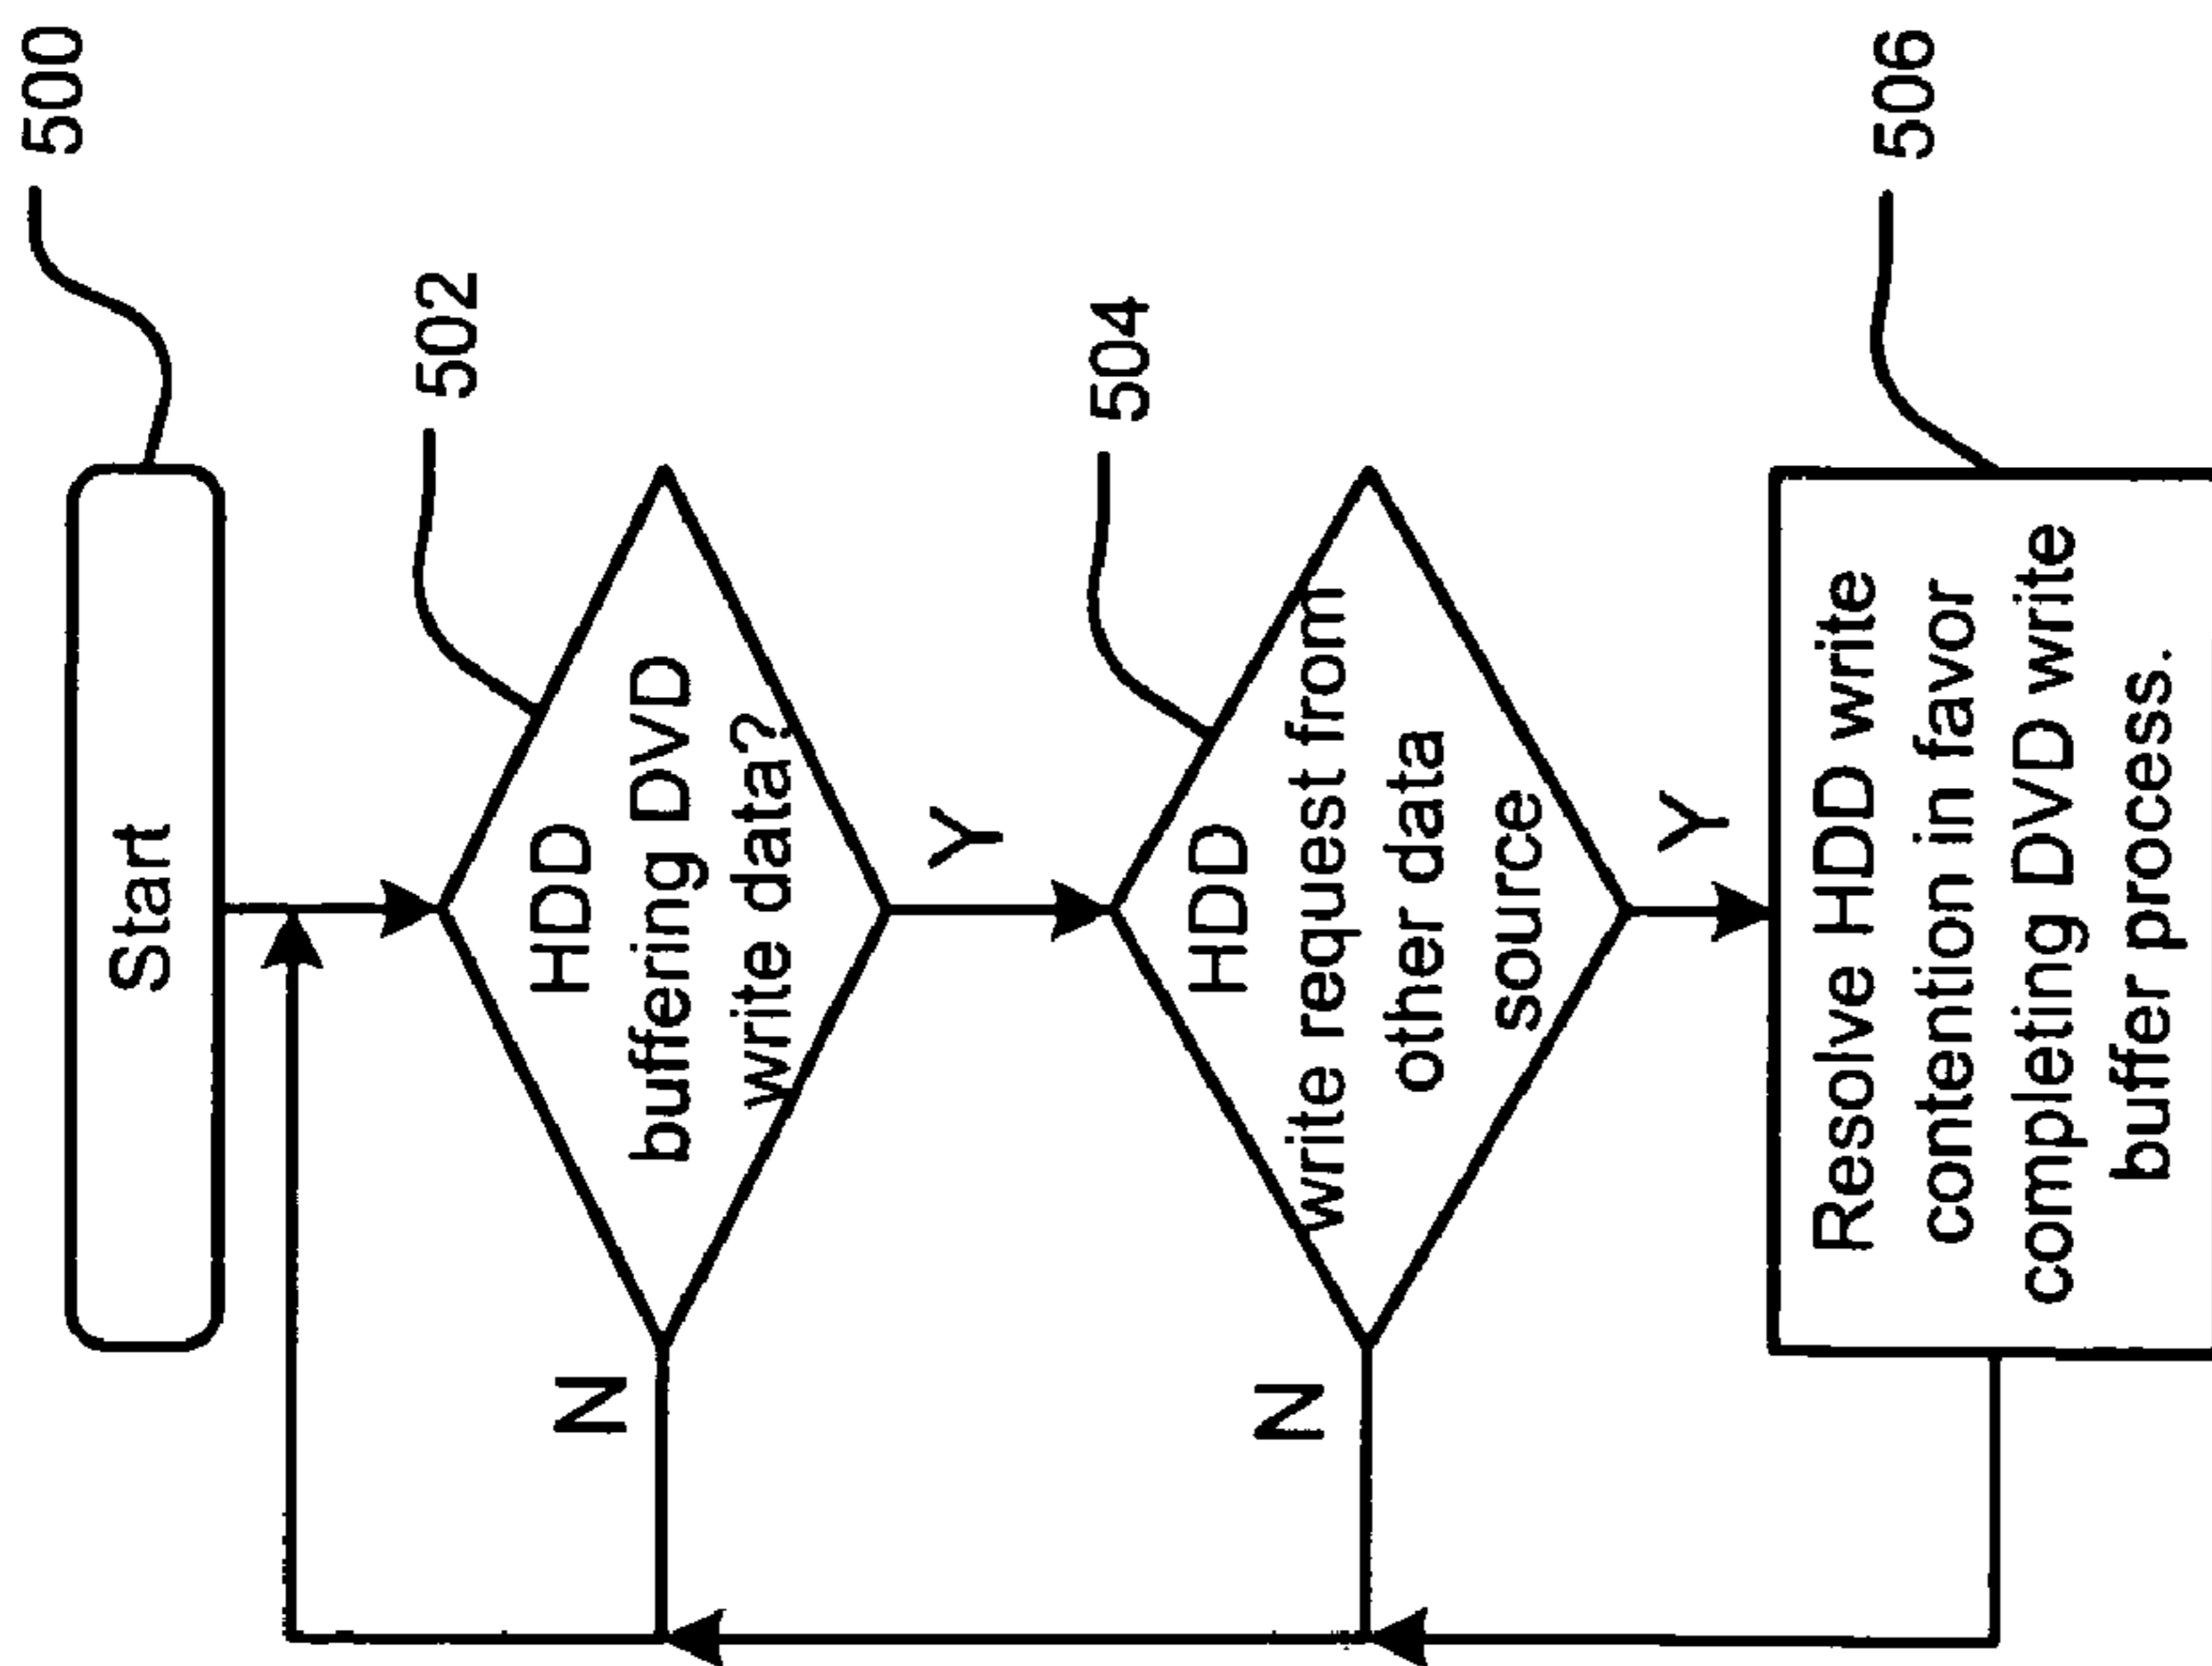 500
Start
502
HDD
buffering DVD
write data?
N
Y
504
HDD
write request from
other data
source
N
Y
506
Resolve HDD write
contention in favor
completing DVD write
buffer process.